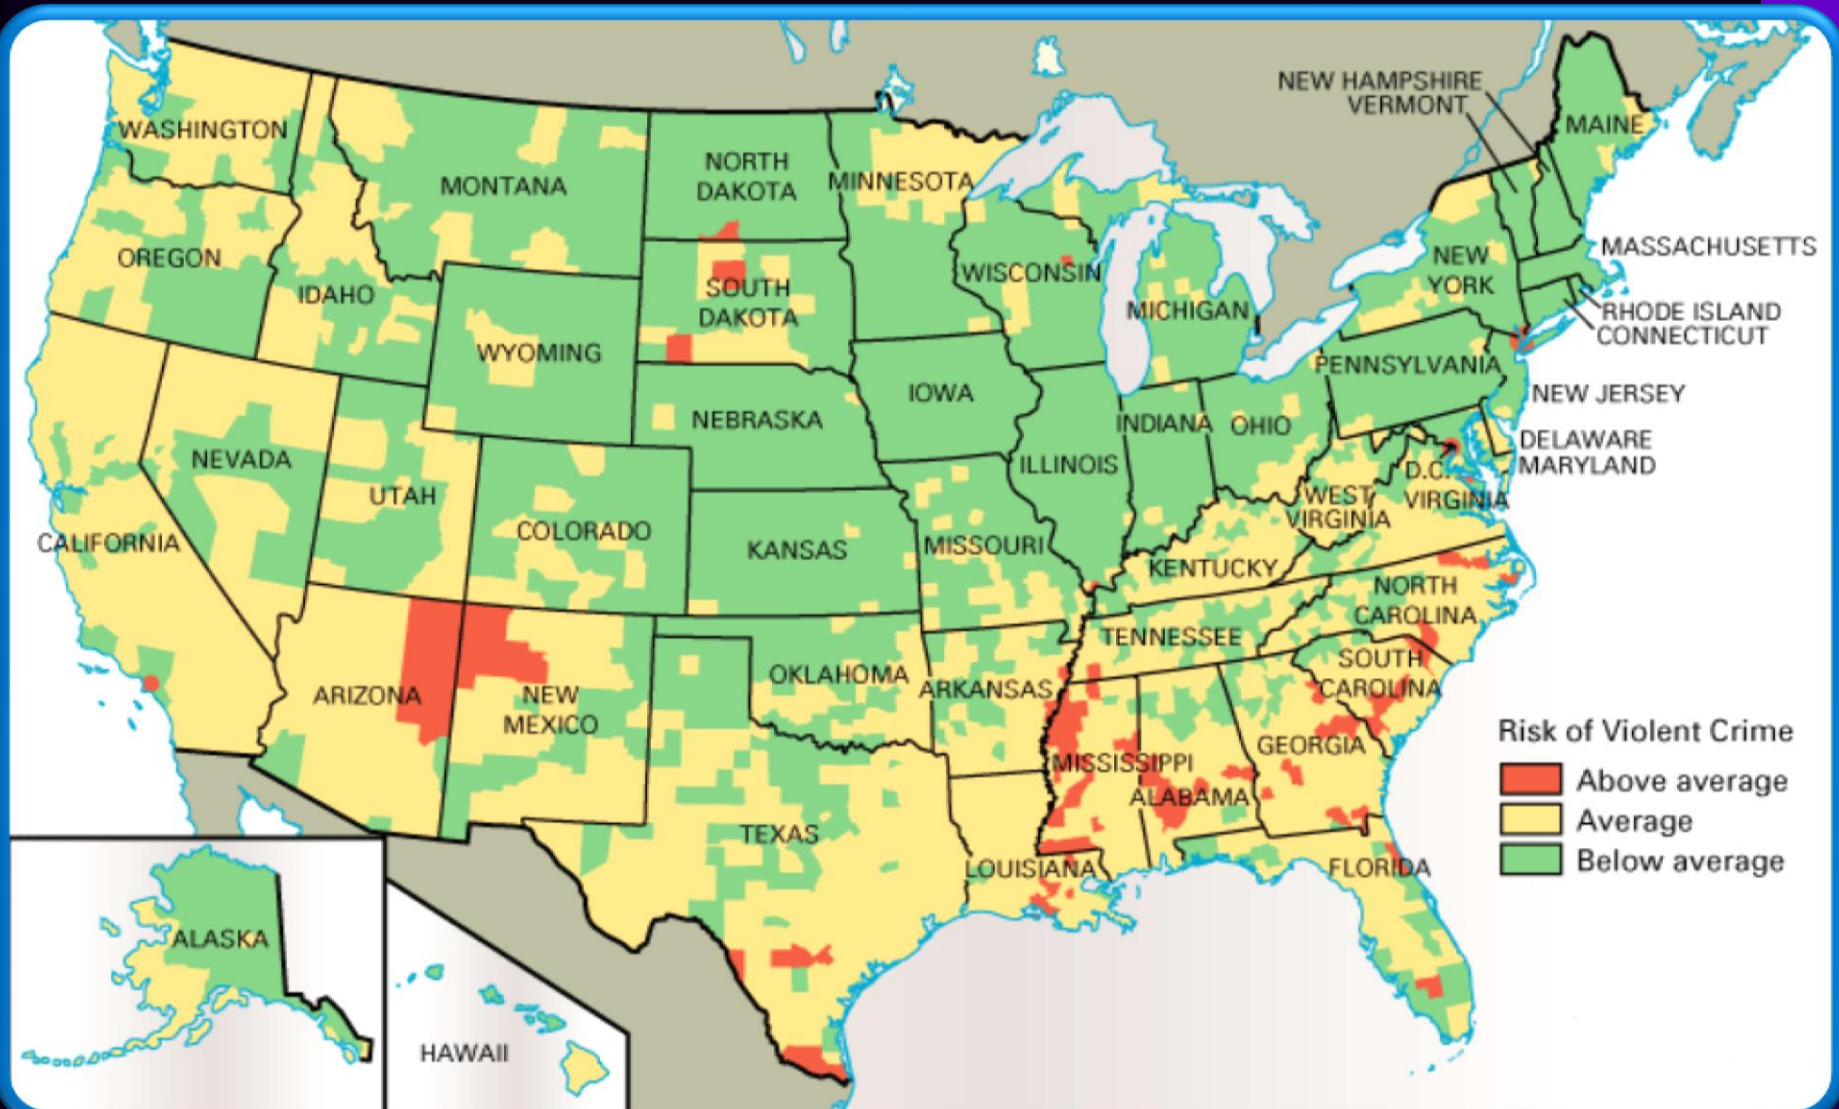 NEW HAMPSHIRE
VERMONT
MAINE
WASHINGTON
MONTANA
NORTH
DAKOTA
MINNESOTA
OREGON
IDAHO
SOUTH
DAKOTA
WISCONSIN
MICHIGAN
NEW
YORK
MASSACHUSETTS
RHODE ISLAND
CONNECTICUT
WYOMING
PENNSYLVANIA
NEW JERSEY
NEBRASKA
IOWA
INDIANA
OHIO
DELAWARE
MARYLAND
NEVADA
UTAH
ILLINOIS
D.C.
WEST
VIRGINIA
VIRGINIA
CALIFORNIA
COLORADO
KANSAS
MISSOURI
KENTUCKY
NORTH
CAROLINA
TENNESSEE
SOUTH
CAROLINA
ARIZONA
NEW
MEXICO
OKLAHOMA
ARKANSAS
GEORGIA
MISSISSIPPI
ALABAMA
TEXAS
LOUISIANA
FLORIDA
Risk of Violent Crime
Above average
Average
Below average
ALASKA
HAWAII